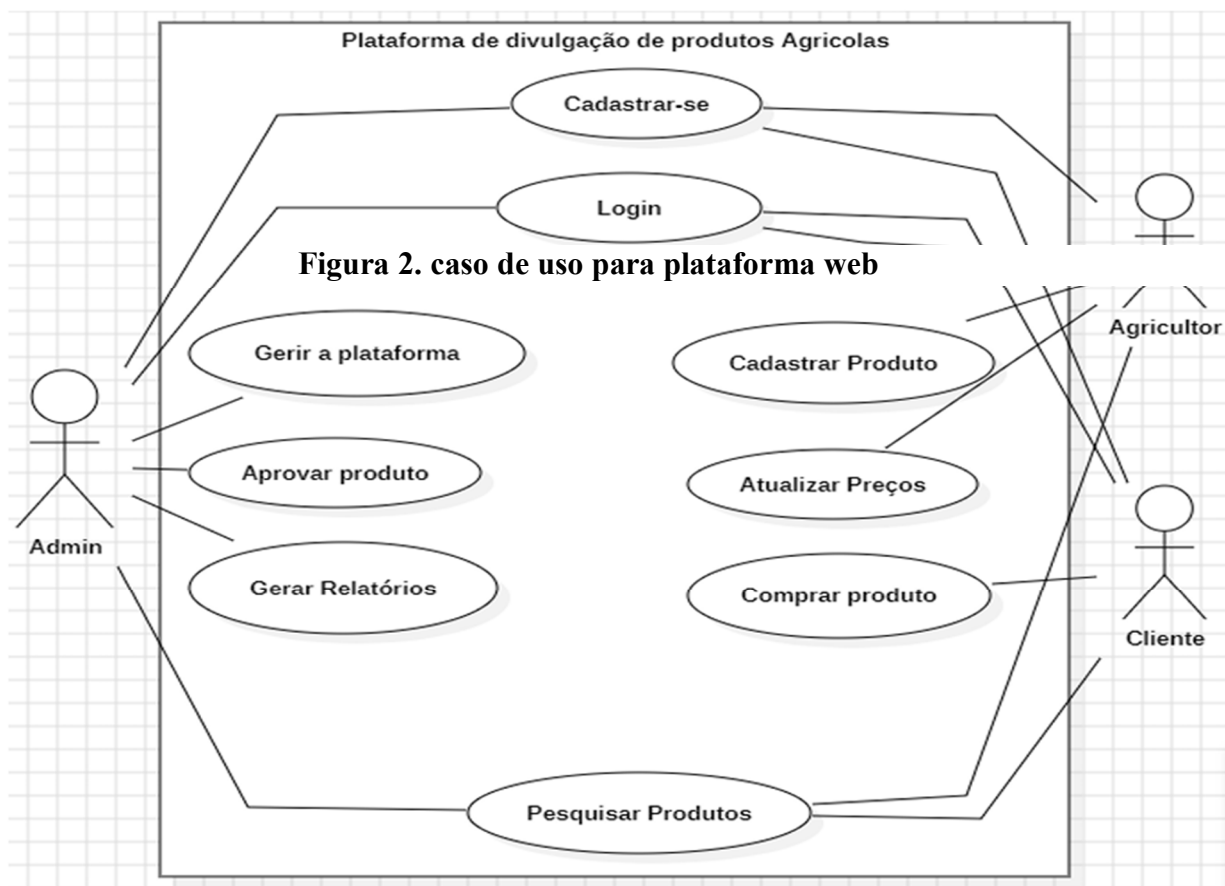 Plataforma de divulgação de produtos Agricolas
Cadastrar-se
Login
Figura 2. caso de uso para plataforma web
Agricultor
Gerir a plataforma
Cadastrar Produto
Aprovar produto
Atualizar Preços
Admin
Gerar Relatórios
Comprar produto
Cliente
Pesquisar Produtos